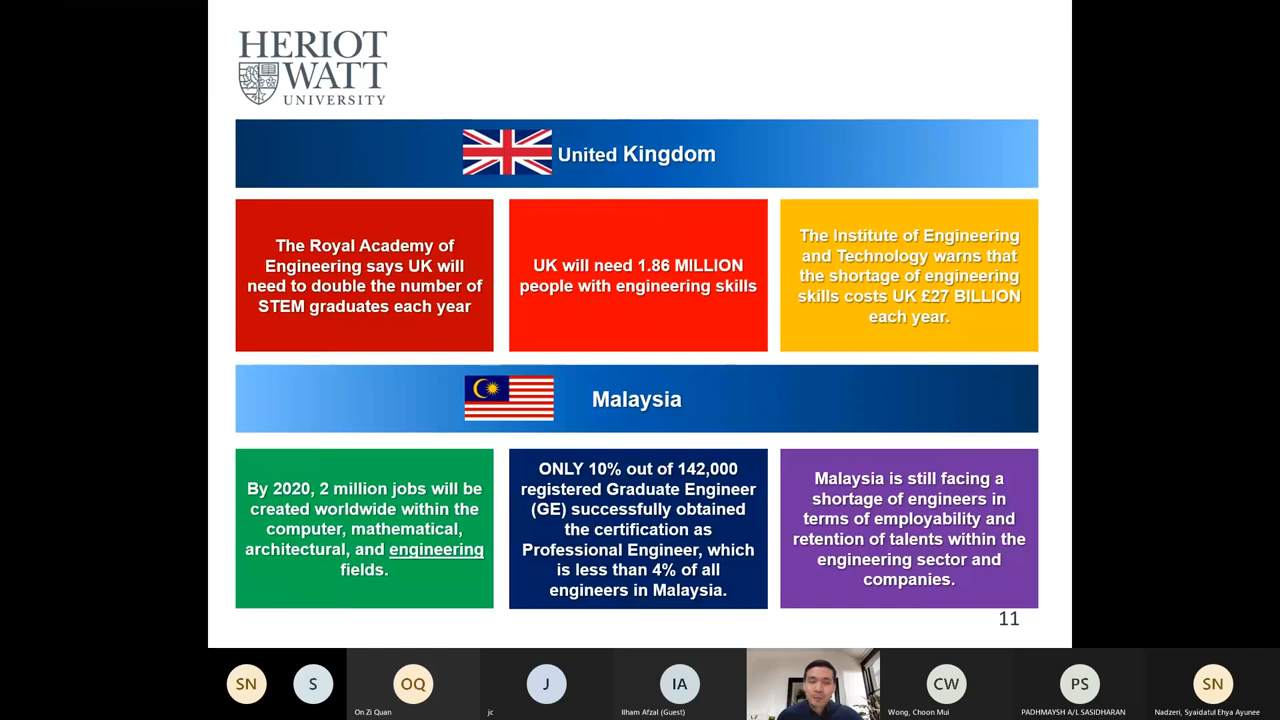 HERIOT
WATT
UNIVERSITY
United Kingdom
The Royal Academy of
Engineering says UK will
need to double the number of
STEM graduates each year
UK will need 1.86 MILLION
people with engineering skills
The Institute of Engineering
and Technology warns that
the shortage of engineering
skills costs UK £27 BILLION
each year.
Malaysia
By 2020, 2 million jobs will be
created worldwide within the
computer, mathematical,
architectural, and engineering
fields.
ONLY 10% out of 142,000
registered Graduate Engineer
(GE) successfully obtained
the certification as
Professional Engineer, which
is less than 4% of all
engineers in Malaysia.
Malaysia is still facing a
shortage of engineers in
terms of employability and
retention of talents within the
engineering sector and
companies.
11
SN
S
OQ
On Zi Quan
J
jc
IA
Ilham Afzal (Guest)
CW
Wong, Choon Mui
PS
PADHMAYSH A/L SASIDHARAN
SN
Nadzeri, Syaidatul Ehya Ayunee